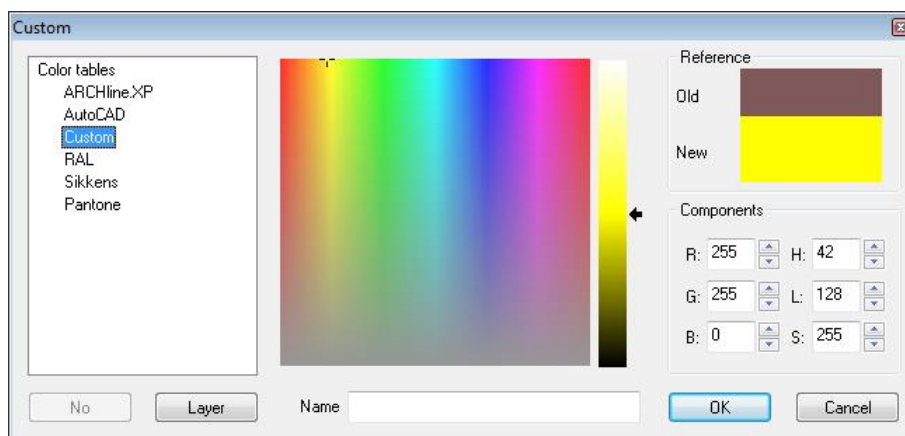 Custom
Color tables
ARCHline.XP
AutoCAD
Custom
RAL
Sikkens
Pantone
Reference
Old
New
Components
R: 255 H: 42
G: 255 L: 128
B: 0 S: 255
No Layer Name OK Cancel